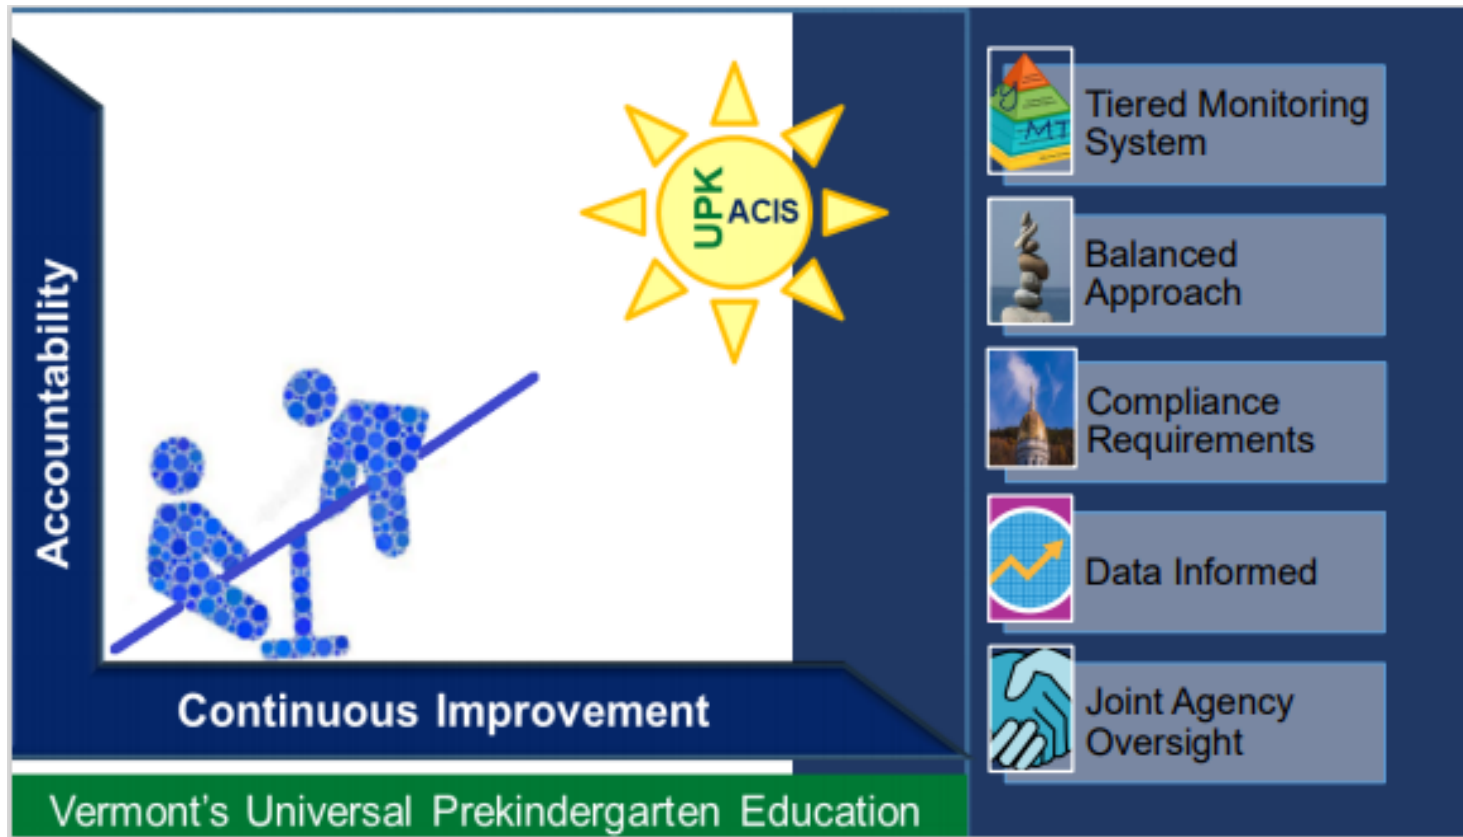 Accountability
UPK
ACIS
Continuous Improvement
Vermont's Universal Prekindergarten Education
Tiered Monitoring
System
Balanced
Approach
Compliance
Requirements
Data Informed
Joint Agency
Oversight